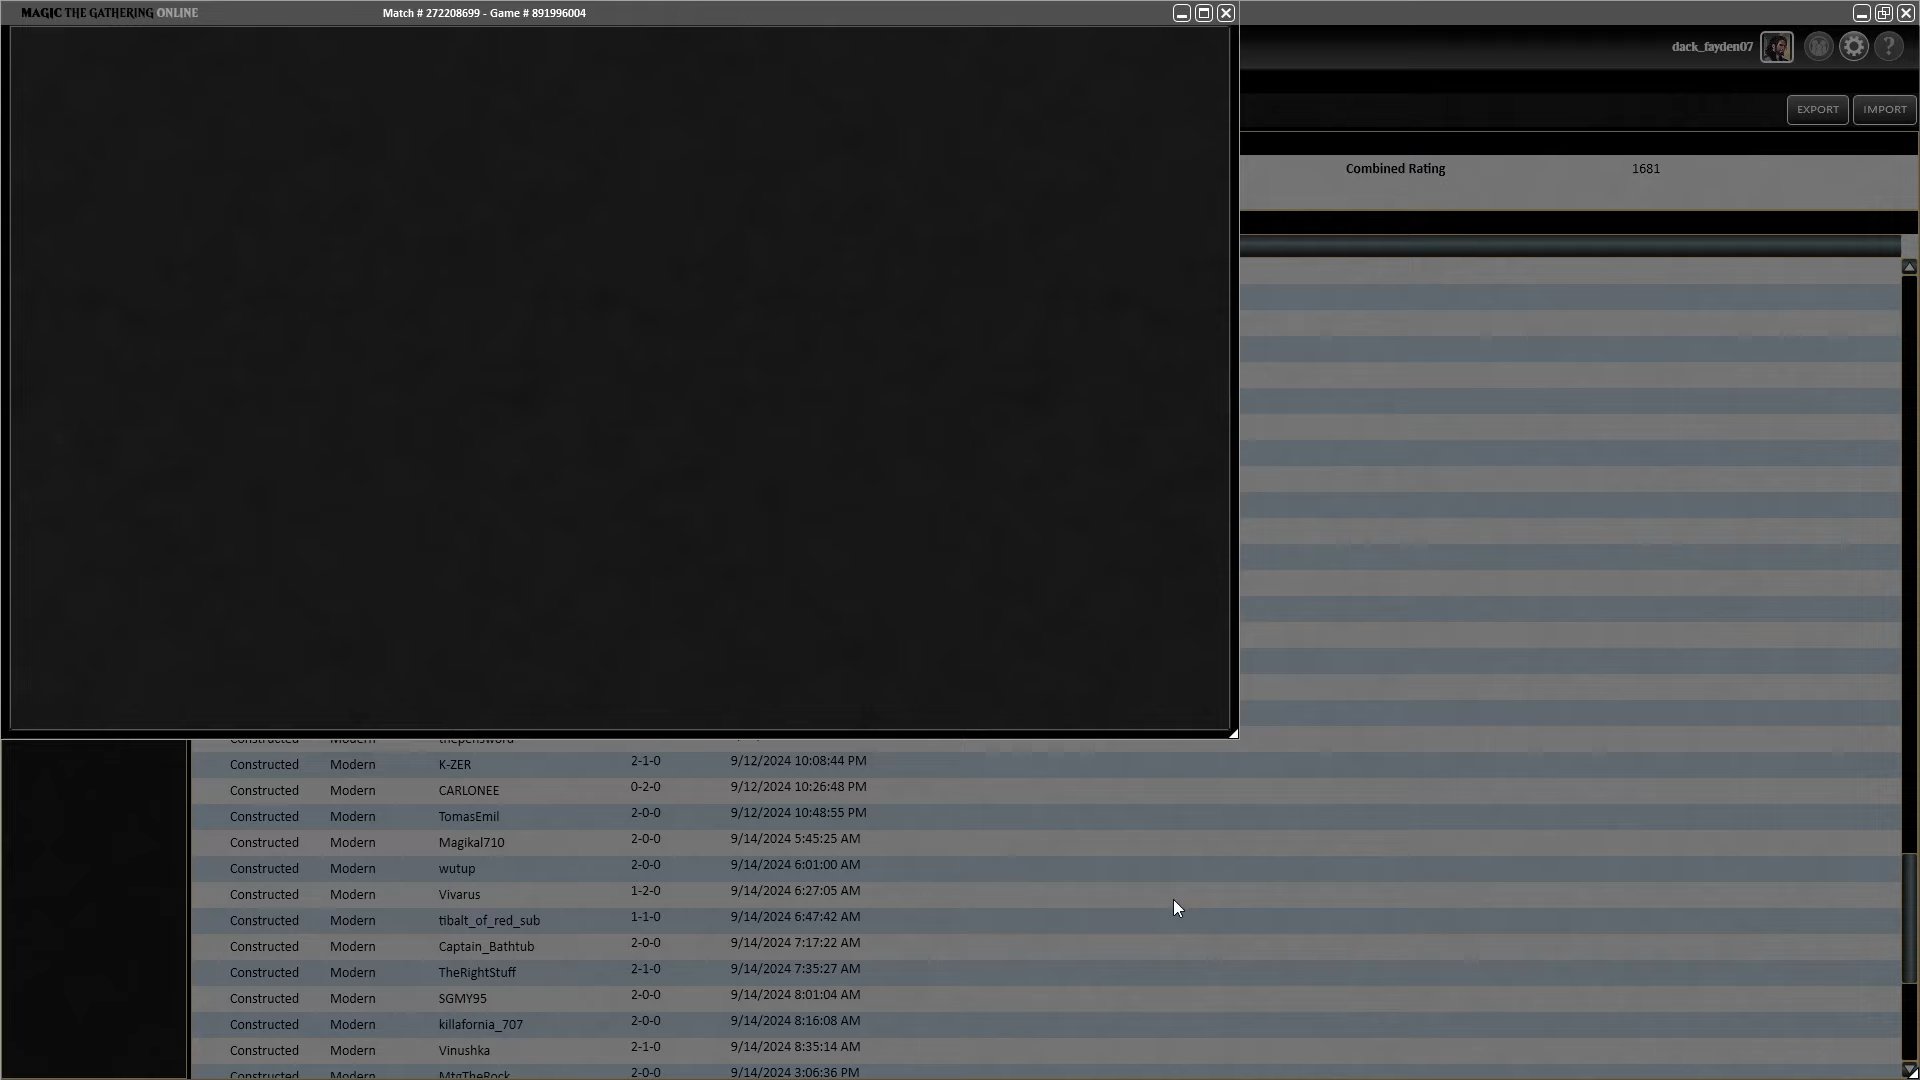 MAGIC THE GATHERING ONLINE
Match # 272208699 - Game # 891996004
dack_fayden07
?
EXPORT IMPORT
Combined Rating 1681
Constructed Modern thepensword
Constructed Modern K-ZER 2-1-0 9/12/2024 10:08:44 PM
Constructed Modern CARLONEE 0-2-0 9/12/2024 10:26:48 PM
Constructed Modern TomasEmil 2-0-0 9/12/2024 10:48:55 PM
Constructed Modern Magikal710 2-0-0 9/14/2024 5:45:25 AM
Constructed Modern wutup 2-0-0 9/14/2024 6:01:00 AM
Constructed Modern Vivarus 1-2-0 9/14/2024 6:27:05 AM
Constructed Modern tibalt_of_red_sub 1-1-0 9/14/2024 6:47:42 AM
Constructed Modern Captain_Bathtub 2-0-0 9/14/2024 7:17:22 AM
Constructed Modern TheRightStuff 2-1-0 9/14/2024 7:35:27 AM
Constructed Modern SGMY95 2-0-0 9/14/2024 8:01:04 AM
Constructed Modern killafornia_707 2-0-0 9/14/2024 8:16:08 AM
Constructed Modern Vinushka 2-1-0 9/14/2024 8:35:14 AM
Constructed Modern MtgTheRock 2-0-0 9/14/2024 3:06:36 PM